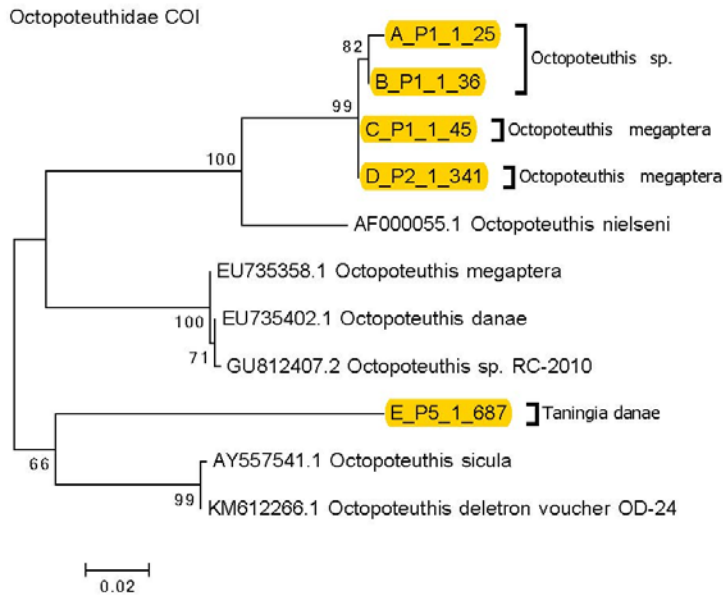 Octopoteuthidae COI
82
A_P1_1_25
Octopoteuthis sp.
B_P1_1_36
99
C_P1_1_45
Octopoteuthis megaptera
100
D_P2_1_341
Octopoteuthis megaptera
AF000055.1 Octopoteuthis nielseni
EU735358.1 Octopoteuthis megaptera
100
EU735402.1 Octopoteuthis danae
71
GU812407.2 Octopoteuthis sp. RC-2010
E_P5_1_687
Taningia danae
66
AY557541.1 Octopoteuthis sicula
99
KM612266.1 Octopoteuthis deletron voucher OD-24
0.02